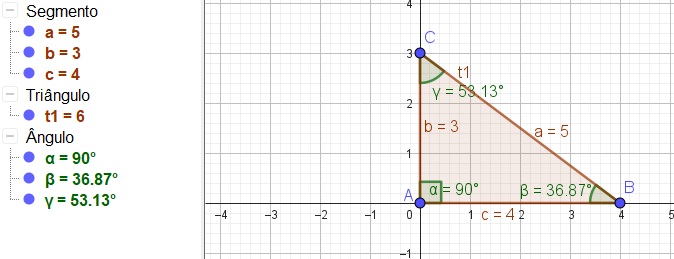 Segmento
a = 5
b = 3
c = 4
Triângulo
t1 = 6
Ângulo
α = 90°
β = 36.87°
γ = 53.13°
4
C
3
t1
γ = 53.13°
2
b = 3
a = 5
1
α = 90°
β = 36.87°
B
A
c = 4
−4 −3 −2 −1 0 0 1 2 3 4 5
−1